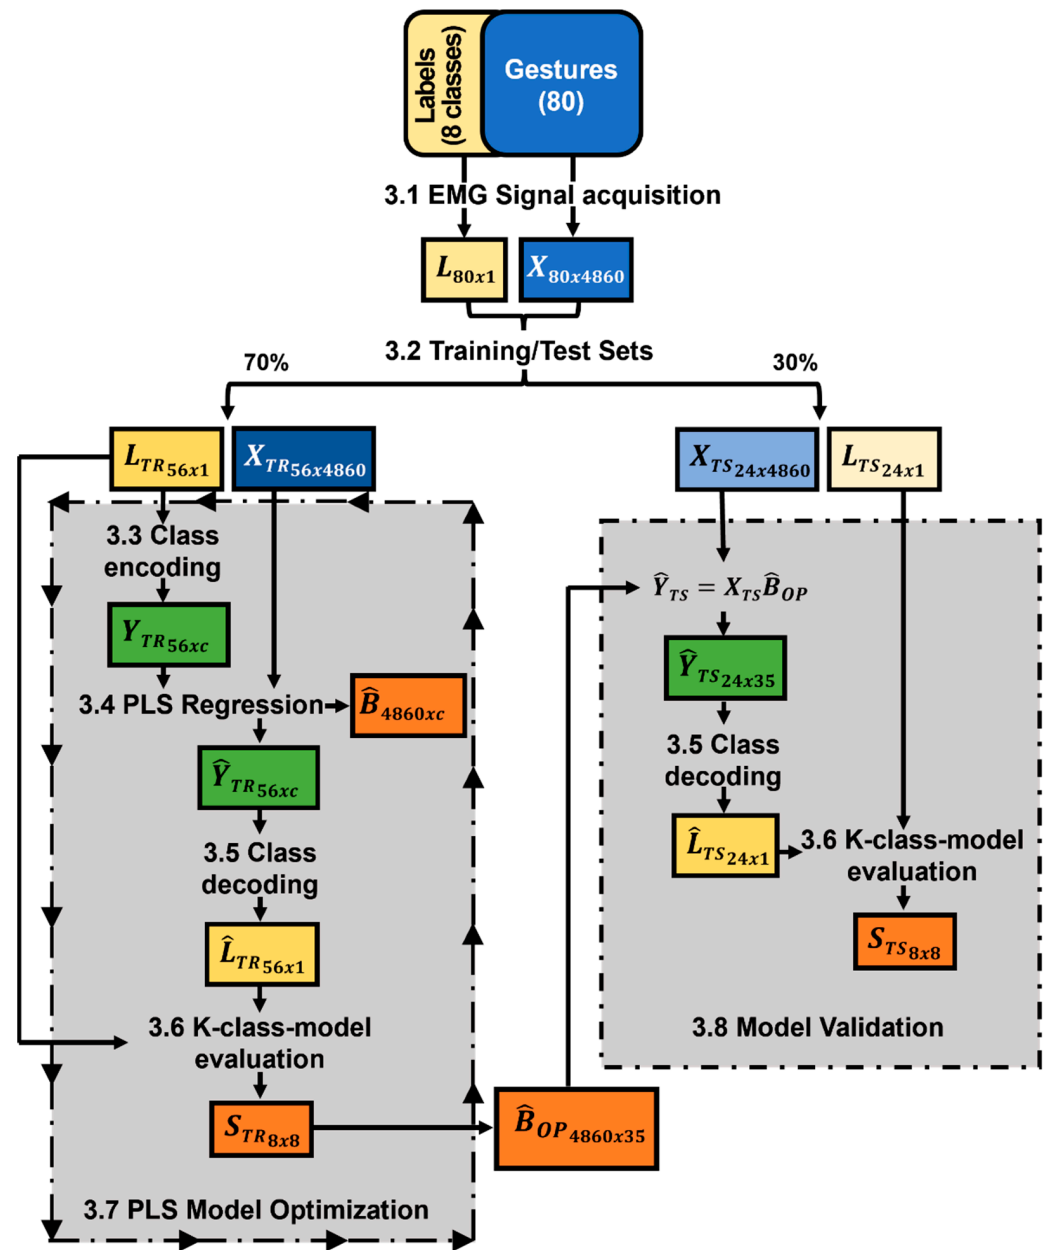 Labels
(8 classes)
Gestures
(80)
3.1 EMG Signal acquisition
L80x1
X80x4860
3.2 Training/Test Sets
70%
30%
LTR56x1
XTR56x4860
XTS24x4860
LTS24x1
3.3 Class
encoding
YTR56xc
3.4 PLS Regression
B̂4860xc
ŶTR56xc
3.5 Class
decoding
L̂TR56x1
3.6 K-class-model
evaluation
STR8x8
3.7 PLS Model Optimization
B̂OP4860x35
ŶTS = XTSB̂OP
ŶTS24x35
3.5 Class
decoding
L̂TS24x1
3.6 K-class-model
evaluation
STS8x8
3.8 Model Validation